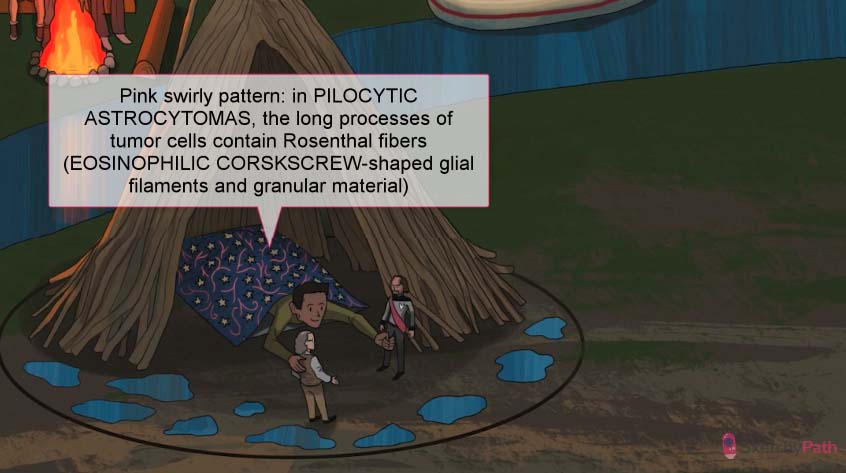 Pink swirly pattern: in PILOCYTIC
ASTROCYTOMAS, the long processes of
tumor cells contain Rosenthal fibers
(EOSINOPHILIC CORSKSCREW-shaped glial
filaments and granular material)
SketchyPath